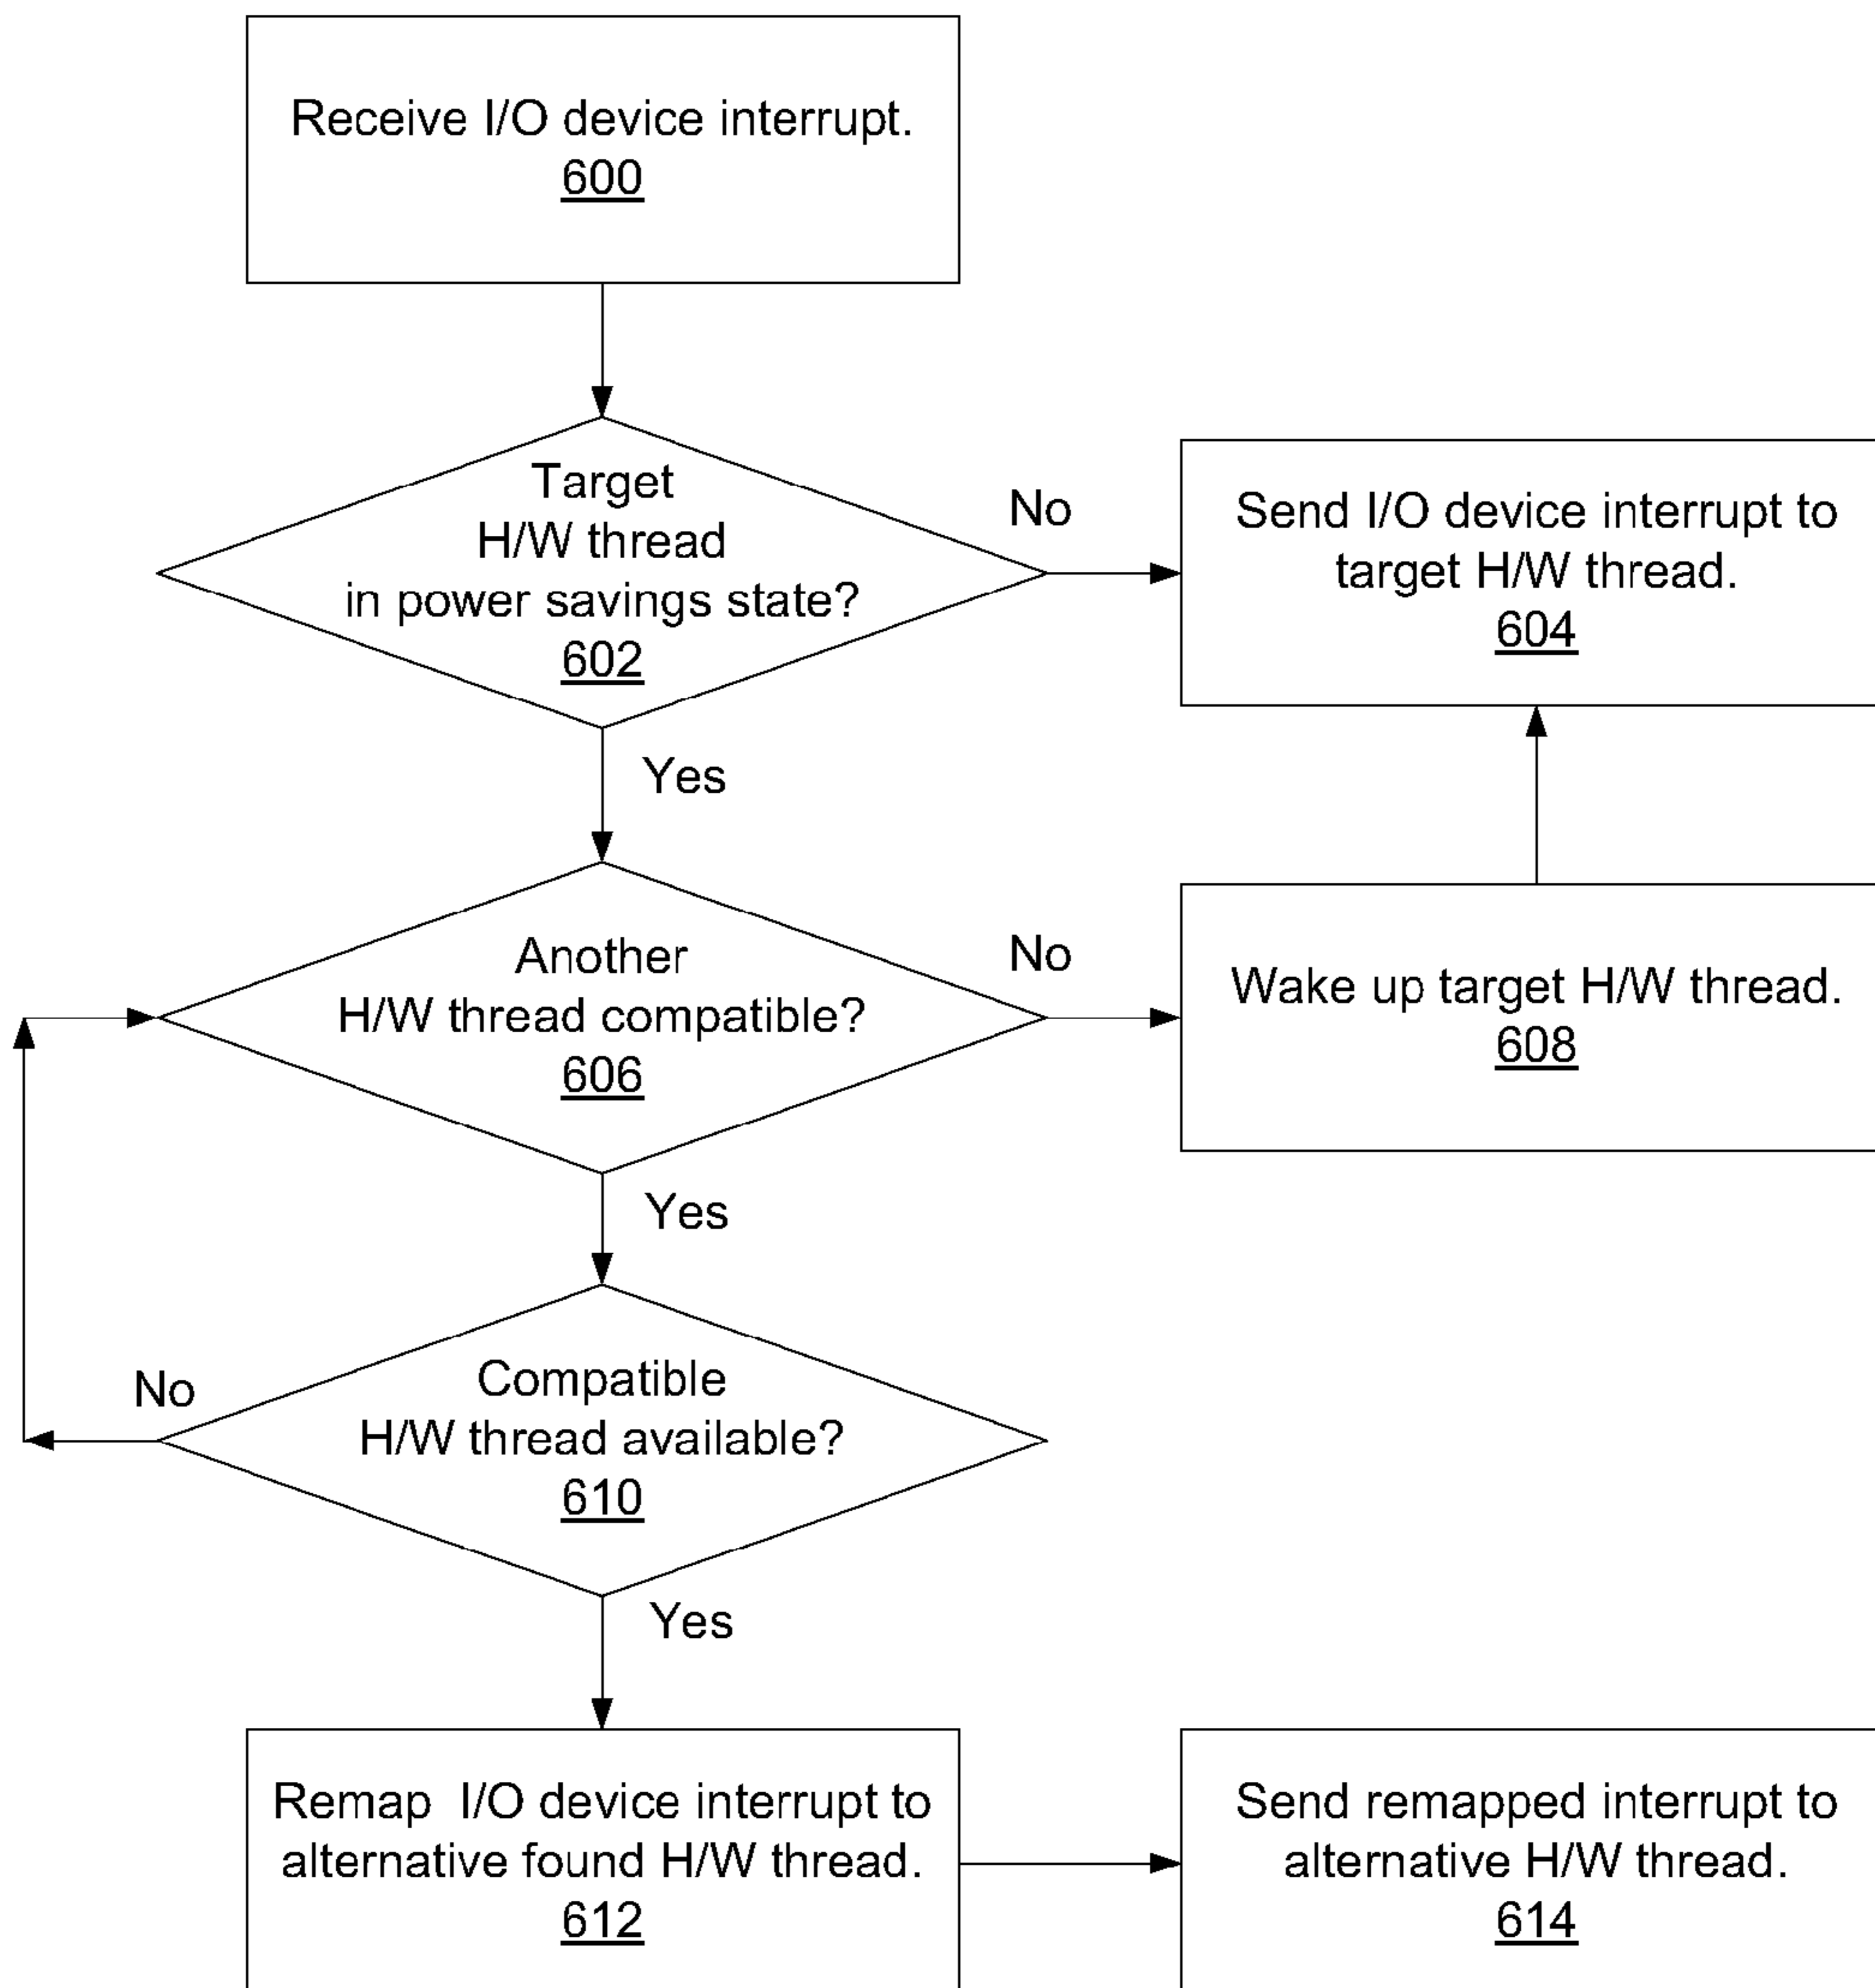 Receive I/O device interrupt.
600
Target
H/W thread
in power savings state?
602
No
Send I/O device interrupt to
target H/W thread.
604
Yes
Another
H/W thread compatible?
606
No
Wake up target H/W thread.
608
Yes
Compatible
H/W thread available?
610
No
Yes
Remap  I/O device interrupt to
alternative found H/W thread.
612
Send remapped interrupt to
alternative H/W thread.
614